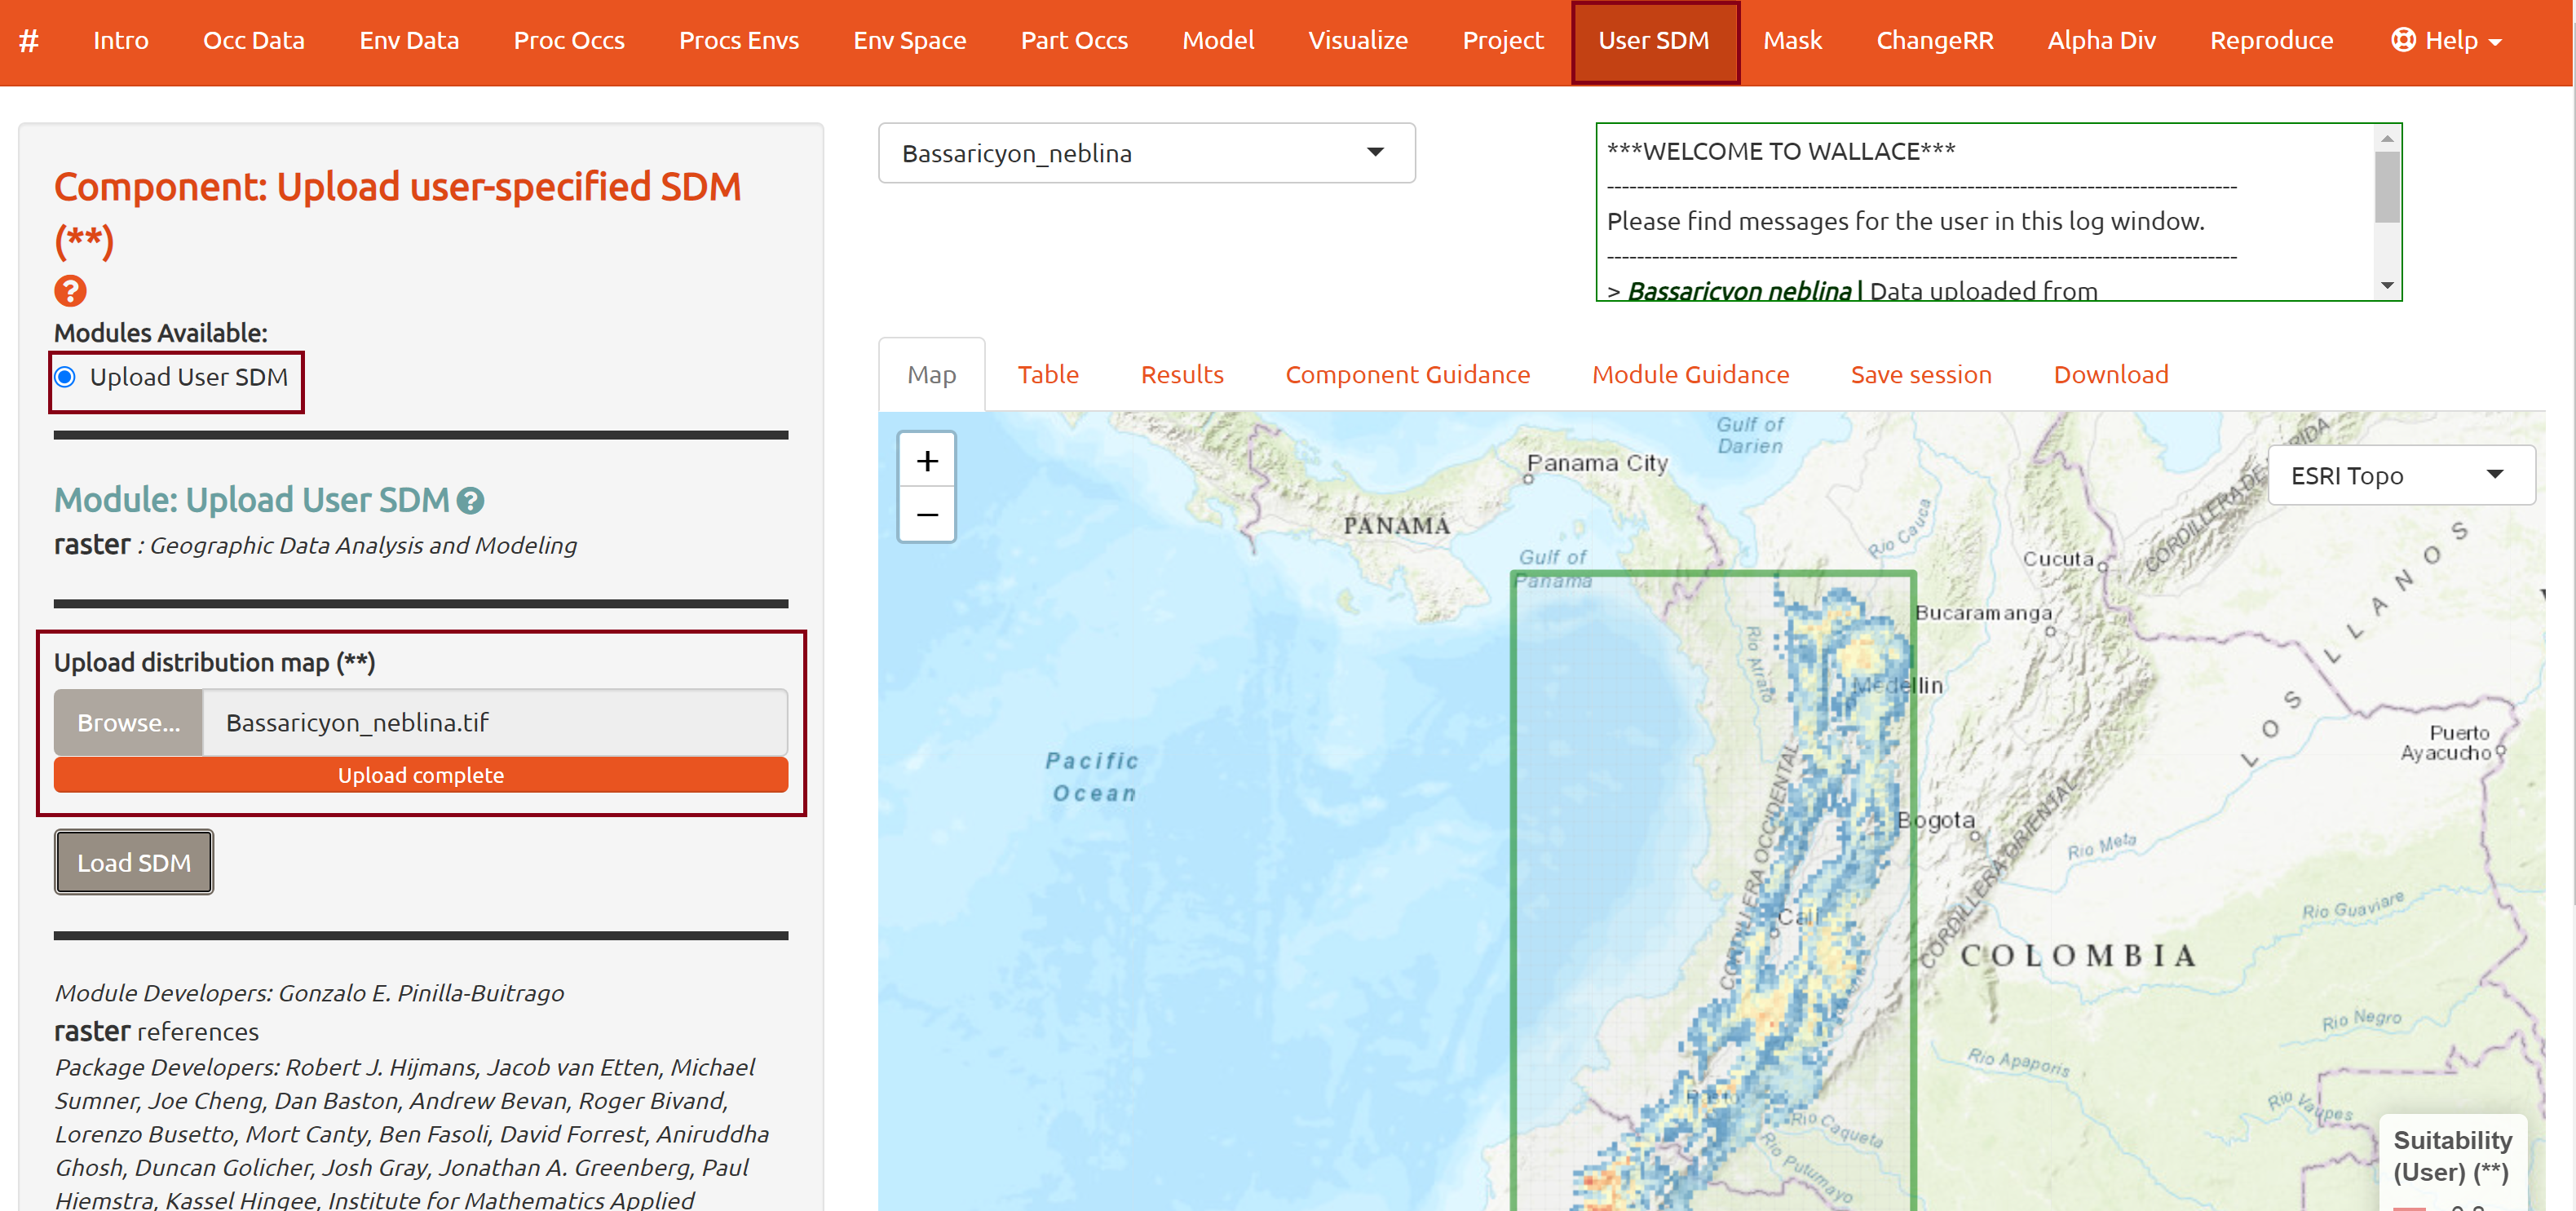 # Intro Occ Data Env Data Proc Occs Procs Envs Env Space Part Occs Model Visualize Project User SDM Mask ChangeRR Alpha Div Reproduce Help
Component: Upload user-specified SDM
(**)
Modules Available:
Upload User SDM
Module: Upload User SDM
raster : Geographic Data Analysis and Modeling
Upload distribution map (**)
Browse... Bassaricyon_neblina.tif
Upload complete
Load SDM
Module Developers: Gonzalo E. Pinilla-Buitrago
raster references
Package Developers: Robert J. Hijmans, Jacob van Etten, Michael
Sumner, Joe Cheng, Dan Baston, Andrew Bevan, Roger Bivand,
Lorenzo Busetto, Mort Canty, Ben Fasoli, David Forrest, Aniruddha
Ghosh, Duncan Golicher, Josh Gray, Jonathan A. Greenberg, Paul
Hiemstra, Kassel Hingee, Institute for Mathematics Applied
Bassaricyon_neblina
***WELCOME TO WALLACE***
------------------------------------------------------------------------------------
Please find messages for the user in this log window.
------------------------------------------------------------------------------------
> Bassaricyon neblina | Data uploaded from
Map Table Results Component Guidance Module Guidance Save session Download
+
−
ESRI Topo
Gulf of
Darien
Panama City
PANAMÁ
Gulf of
Panama
Rio Cauca
Cucuta
Bucaramanga
LLANOS
LOS
Rio Atrato
Medellin
Puerto
Ayacucho
Pacific
Ocean
CORDILLERA OCCIDENTAL
Bogota
CORDILLERA ORIENTAL
Rio Meta
Cali
COLOMBIA
Rio Guaviare
Rio Negro
Rio Apaporis
Pasto
Rio Caqueta
Rio Putumayo
Rio Vaupes
Suitability
(User) (**)